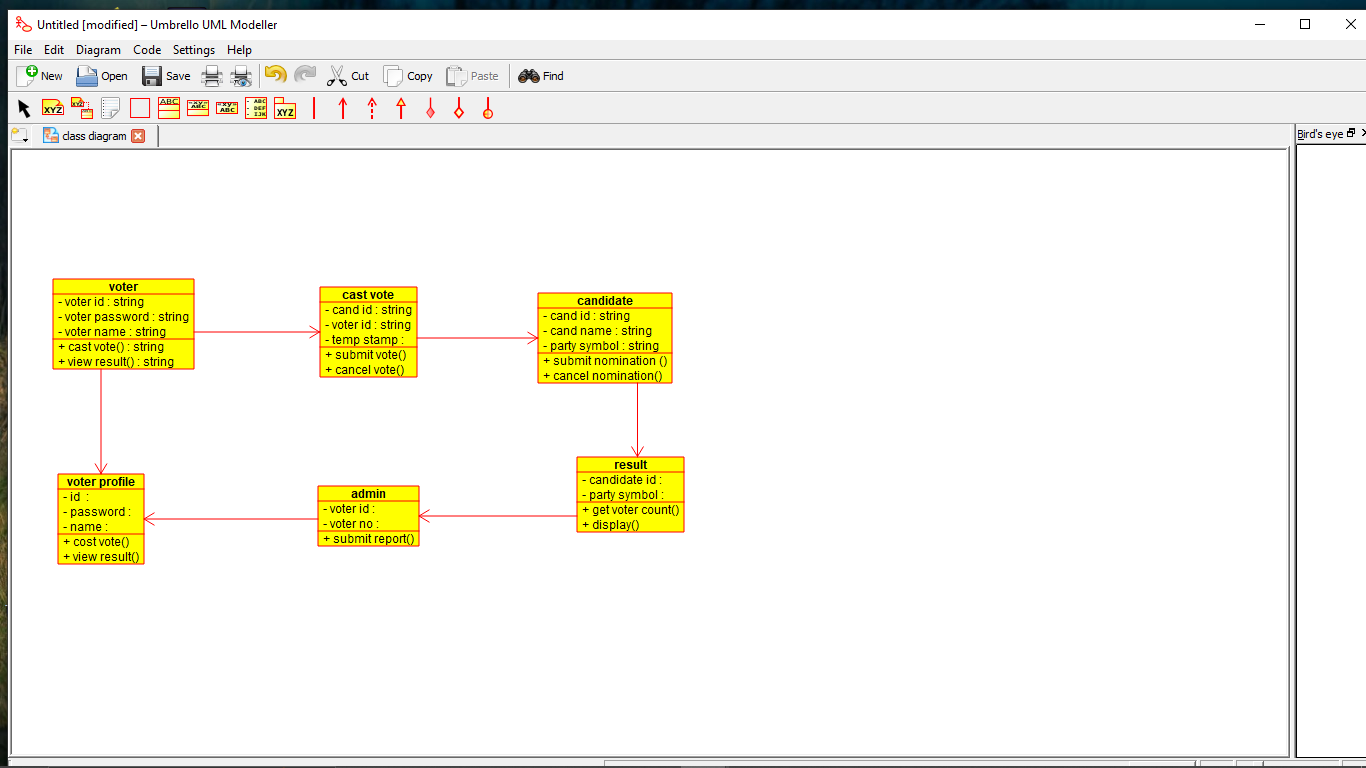 Untitled [modified] – Umbrello UML Modeller
File Edit Diagram Code Settings Help
New Open Save Cut Copy Paste Find
XYZ XYZ ABC -xy- ABC -xy ABC ABC DEF IJK XYZ
class diagram
Bird's eye
voter
- voter id : string
- voter password : string
- voter name : string
+ cast vote() : string
+ view result() : string
cast vote
- cand id : string
- voter id : string
- temp stamp :
+ submit vote()
+ cancel vote()
candidate
- cand id : string
- cand name : string
- party symbol : string
+ submit nomination ()
+ cancel nomination()
voter profile
- id :
- password :
- name :
+ cost vote()
+ view result()
admin
- voter id :
- voter no :
+ submit report()
result
- candidate id :
- party symbol :
+ get voter count()
+ display()